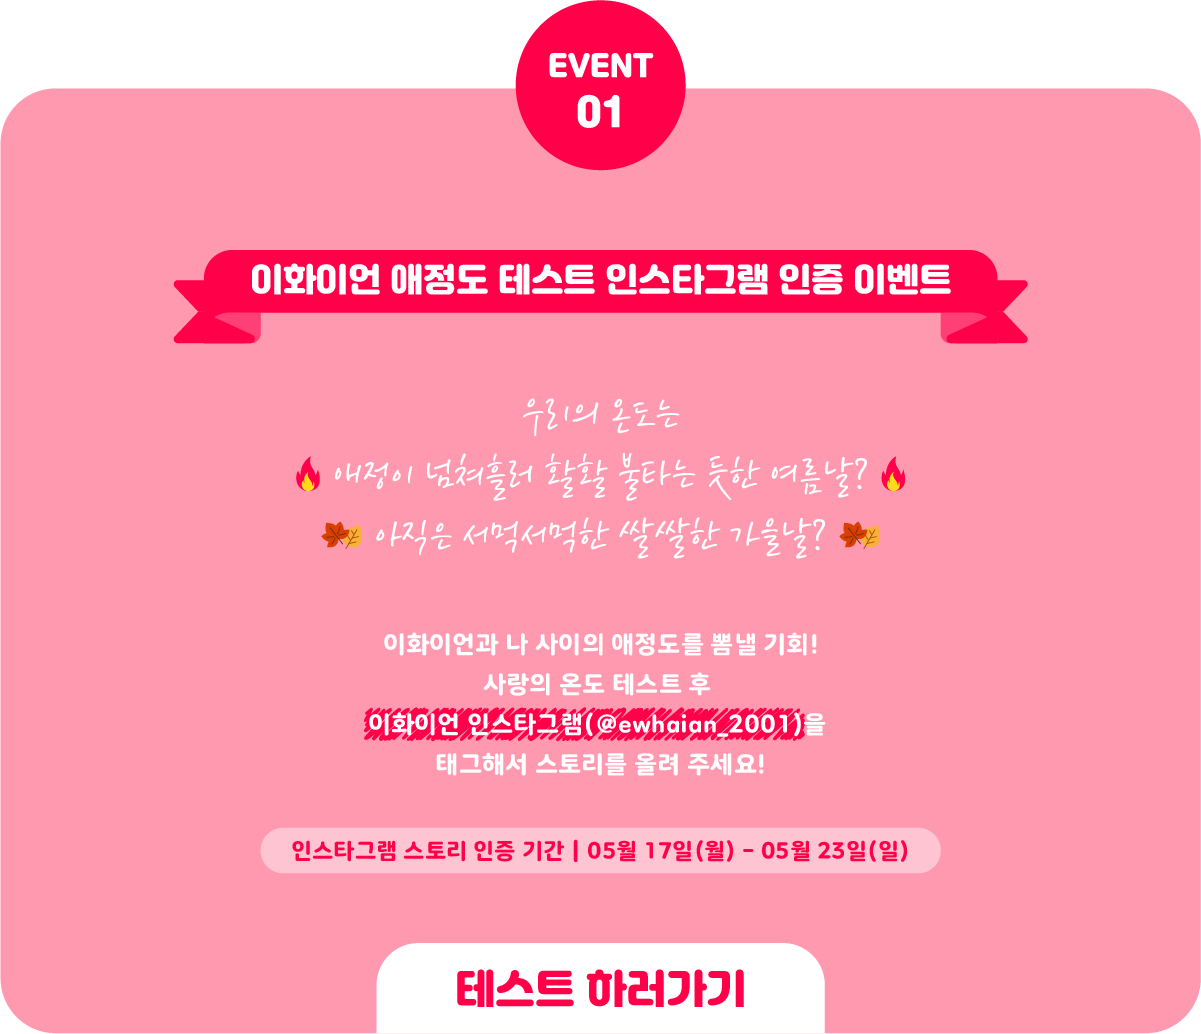 EVENT
01
이화이언 애정도 테스트 인스타그램 인증 이벤트
우리의 온도는
애정이 넘쳐흘러 활활 불타는 듯한 여름날?
아직은 서먹서먹한 쌀쌀한 가을날?
이화이언과 나 사이의 애정도를 뽐낼 기회!
사랑의 온도 테스트 후
이화이언 인스타그램(@ewhaian_2001)을
태그해서 스토리를 올려 주세요!
인스타그램 스토리 인증 기간 | 05월 17일(월) - 05월 23일(일)
테스트 하러가기